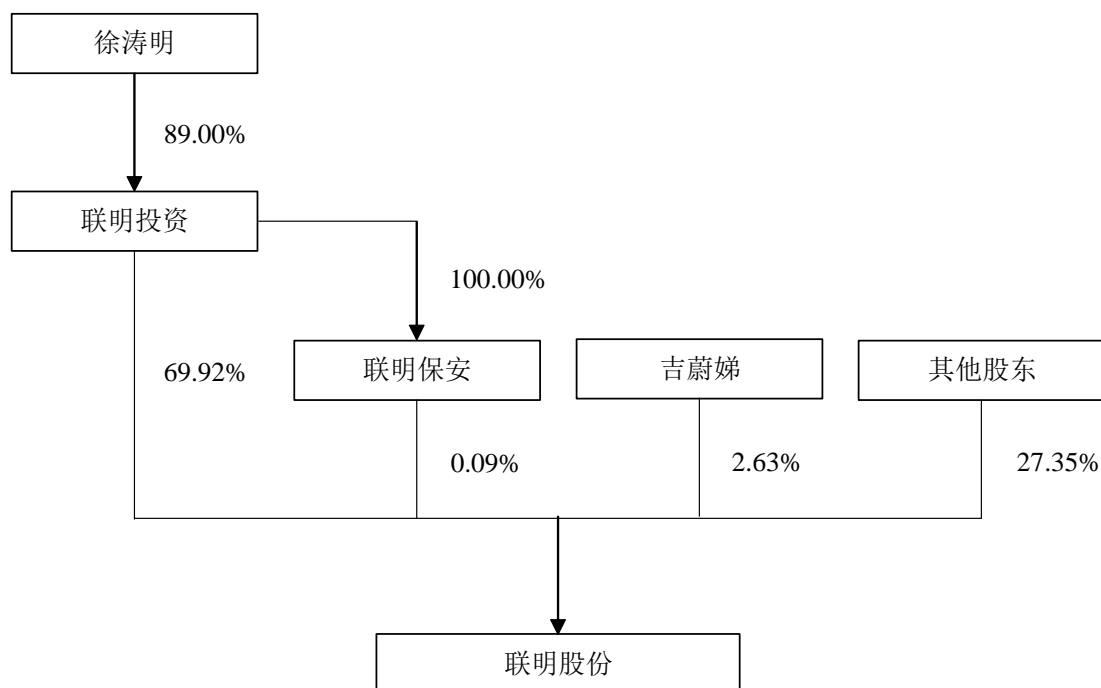 徐涛明
89.00%
联明投资
100.00%
69.92%
联明保安
吉蔚娣
其他股东
0.09%
2.63%
27.35%
联明股份